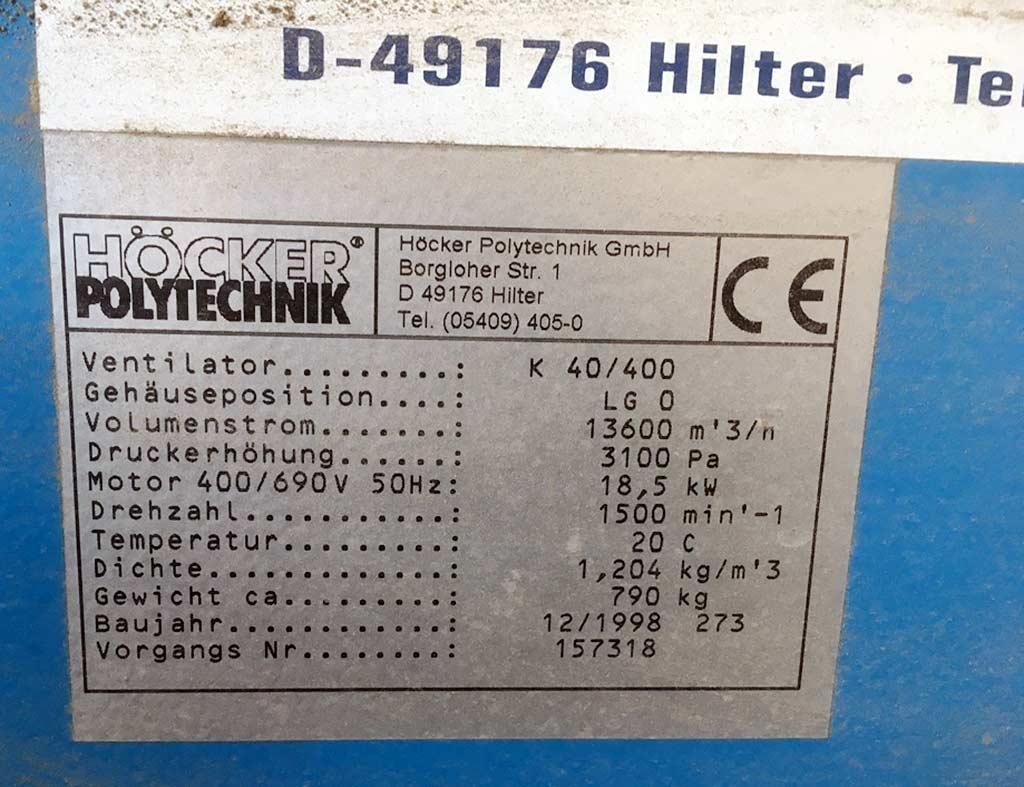 D-49176 Hilter · Te
HÖCKER®
POLYTECHNIK
Höcker Polytechnik GmbH
Borgloher Str. 1
D 49176 Hilter
Tel. (05409) 405-0
CE
Ventilator..........: K 40/400
Gehäuseposition....: LG 0
Volumenstrom.......: 13600 m'3/h
Druckerhöhung......: 3100 Pa
Motor 400/690V 50Hz: 18,5 kW
Drehzahl...........: 1500 min'-1
Temperatur.........: 20 C
Dichte.............: 1,204 kg/m'3
Gewicht ca.........: 790 kg
Baujahr............: 12/1998 273
Vorgangs Nr........: 157318